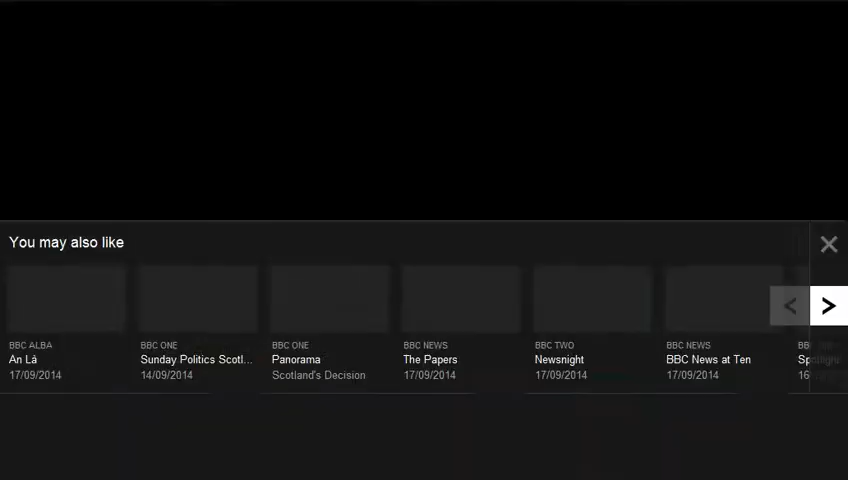 You may also like
BBC ALBA
An Là
17/09/2014
BBC ONE
Sunday Politics Scotl...
14/09/2014
BBC ONE
Panorama
Scotland's Decision
BBC NEWS
The Papers
17/09/2014
BBC TWO
Newsnight
17/09/2014
BBC NEWS
BBC News at Ten
17/09/2014
Spotlight